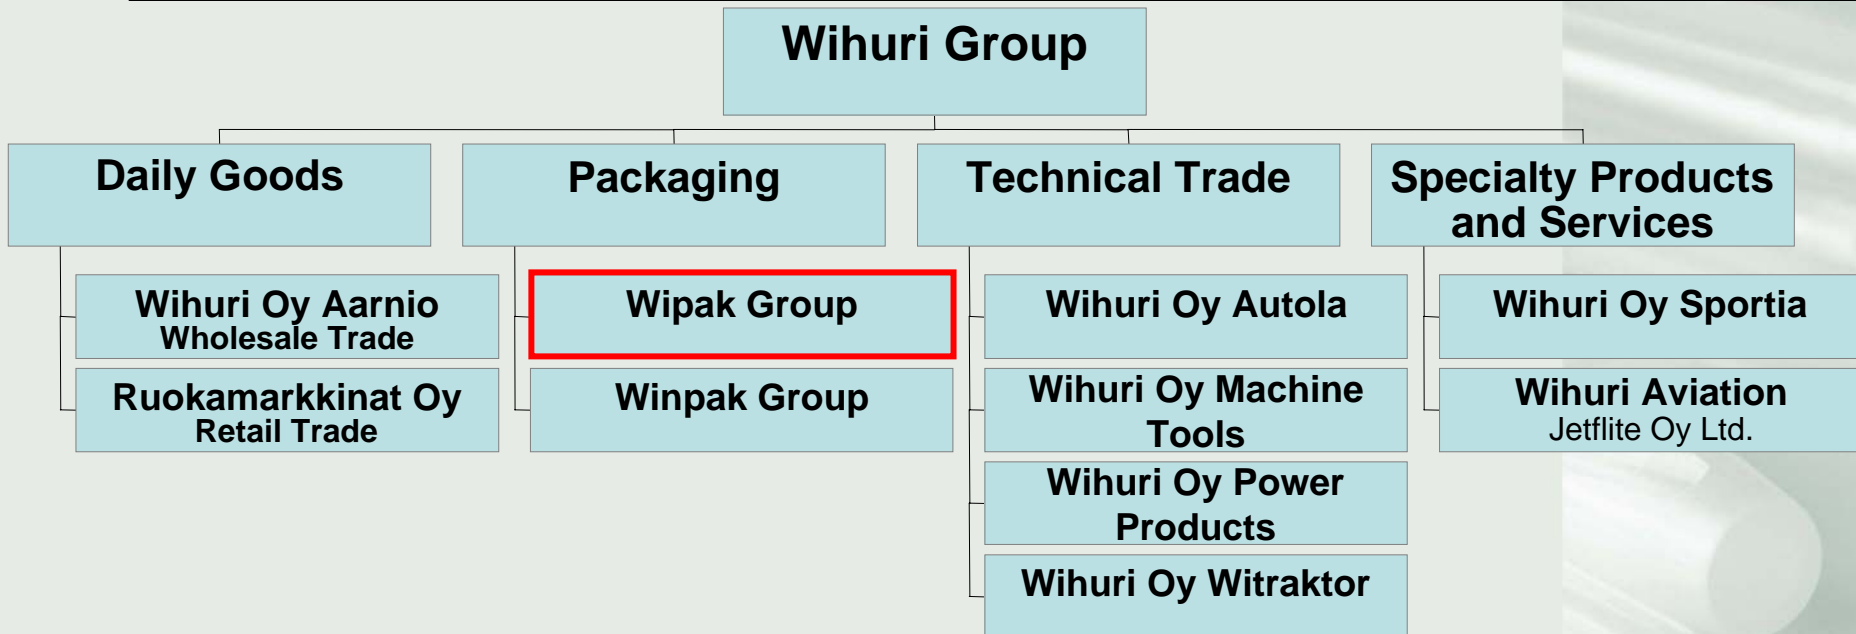 Wihuri Group
Daily Goods
Packaging
Technical Trade
Specialty Products
and Services
Wihuri Oy Aarnio
Wholesale Trade
Ruokamarkkinat Oy
Retail Trade
Wipak Group
Winpak Group
Wihuri Oy Autola
Wihuri Oy Machine
Tools
Wihuri Oy Power
Products
Wihuri Oy Witraktor
Wihuri Oy Sportia
Wihuri Aviation
Jetflite Oy Ltd.